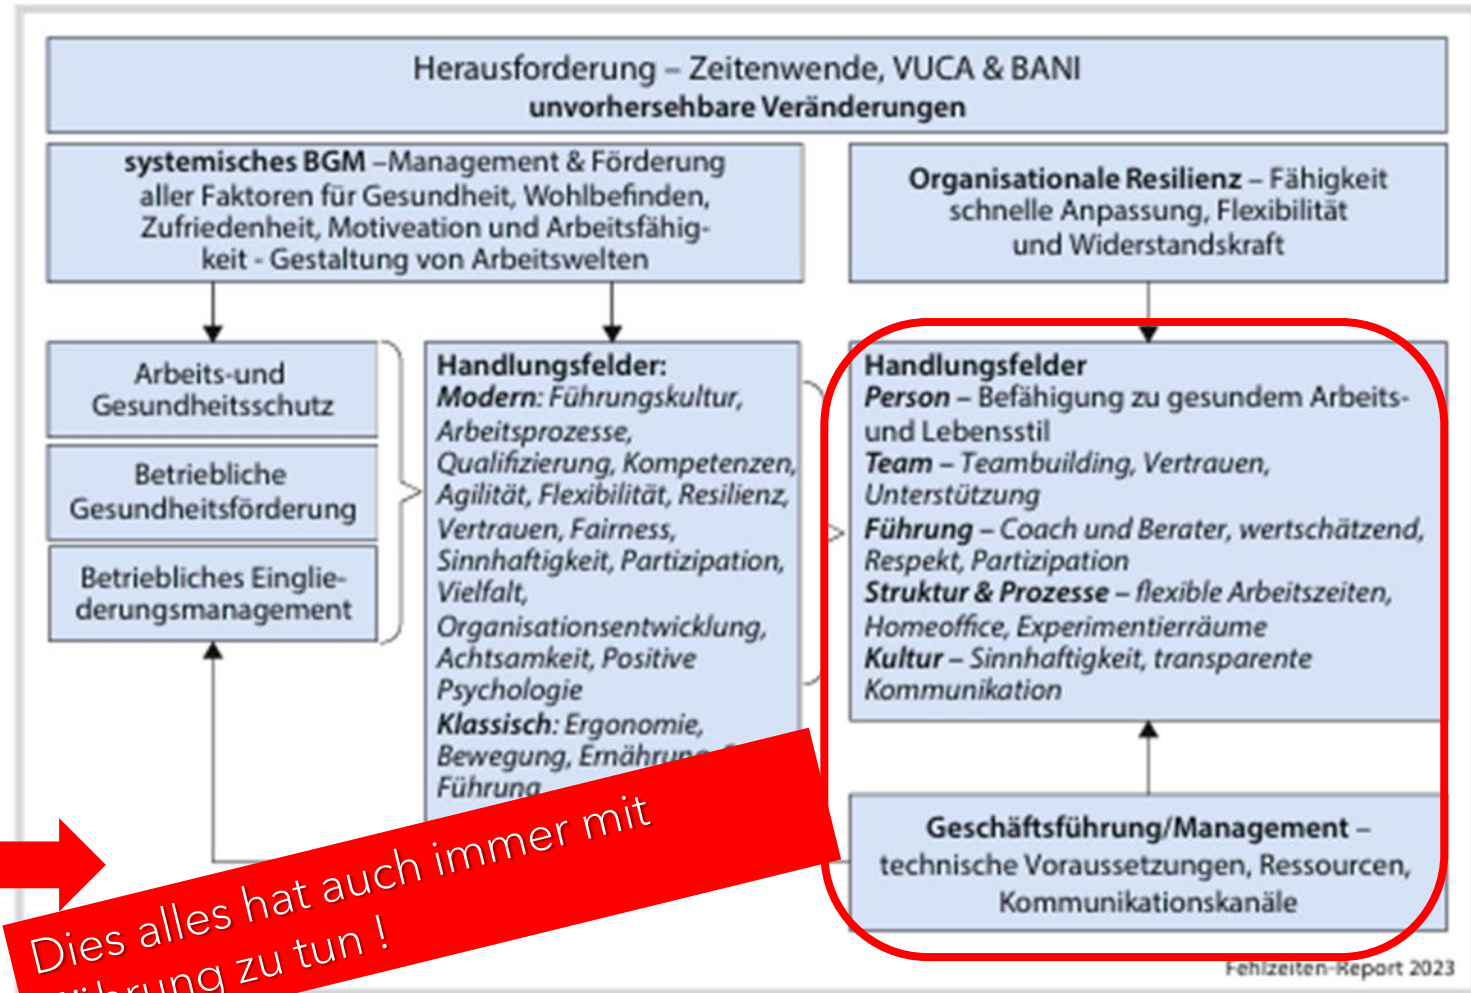 Herausforderung – Zeitenwende, VUCA & BANI
unvorhersehbare Veränderungen
systemisches BGM –Management & Förderung
aller Faktoren für Gesundheit, Wohlbefinden,
Zufriedenheit, Motiveation und Arbeitsfähig-
keit - Gestaltung von Arbeitswelten
Organisationale Resilienz – Fähigkeit
schnelle Anpassung, Flexibilität
und Widerstandskraft
Arbeits-und
Gesundheitsschutz
Betriebliche
Gesundheitsförderung
Betriebliches Einglie-
derungsmanagement
Handlungsfelder:
Modern: Führungskultur,
Arbeitsprozesse,
Qualifizierung, Kompetenzen,
Agilität, Flexibilität, Resilienz,
Vertrauen, Fairness,
Sinnhaftigkeit, Partizipation,
Vielfalt,
Organisationsentwicklung,
Achtsamkeit, Positive
Psychologie
Klassisch: Ergonomie,
Bewegung, Ernährung,
Führung
Handlungsfelder
Person – Befähigung zu gesundem Arbeits-
und Lebensstil
Team – Teambuilding, Vertrauen,
Unterstützung
Führung – Coach und Berater, wertschätzend,
Respekt, Partizipation
Struktur & Prozesse – flexible Arbeitszeiten,
Homeoffice, Experimentierräume
Kultur – Sinnhaftigkeit, transparente
Kommunikation
Geschäftsführung/Management –
technische Voraussetzungen, Ressourcen,
Kommunikationskanäle
Dies alles hat auch immer mit
Führung zu tun !
Fehlzeiten-Report 2023